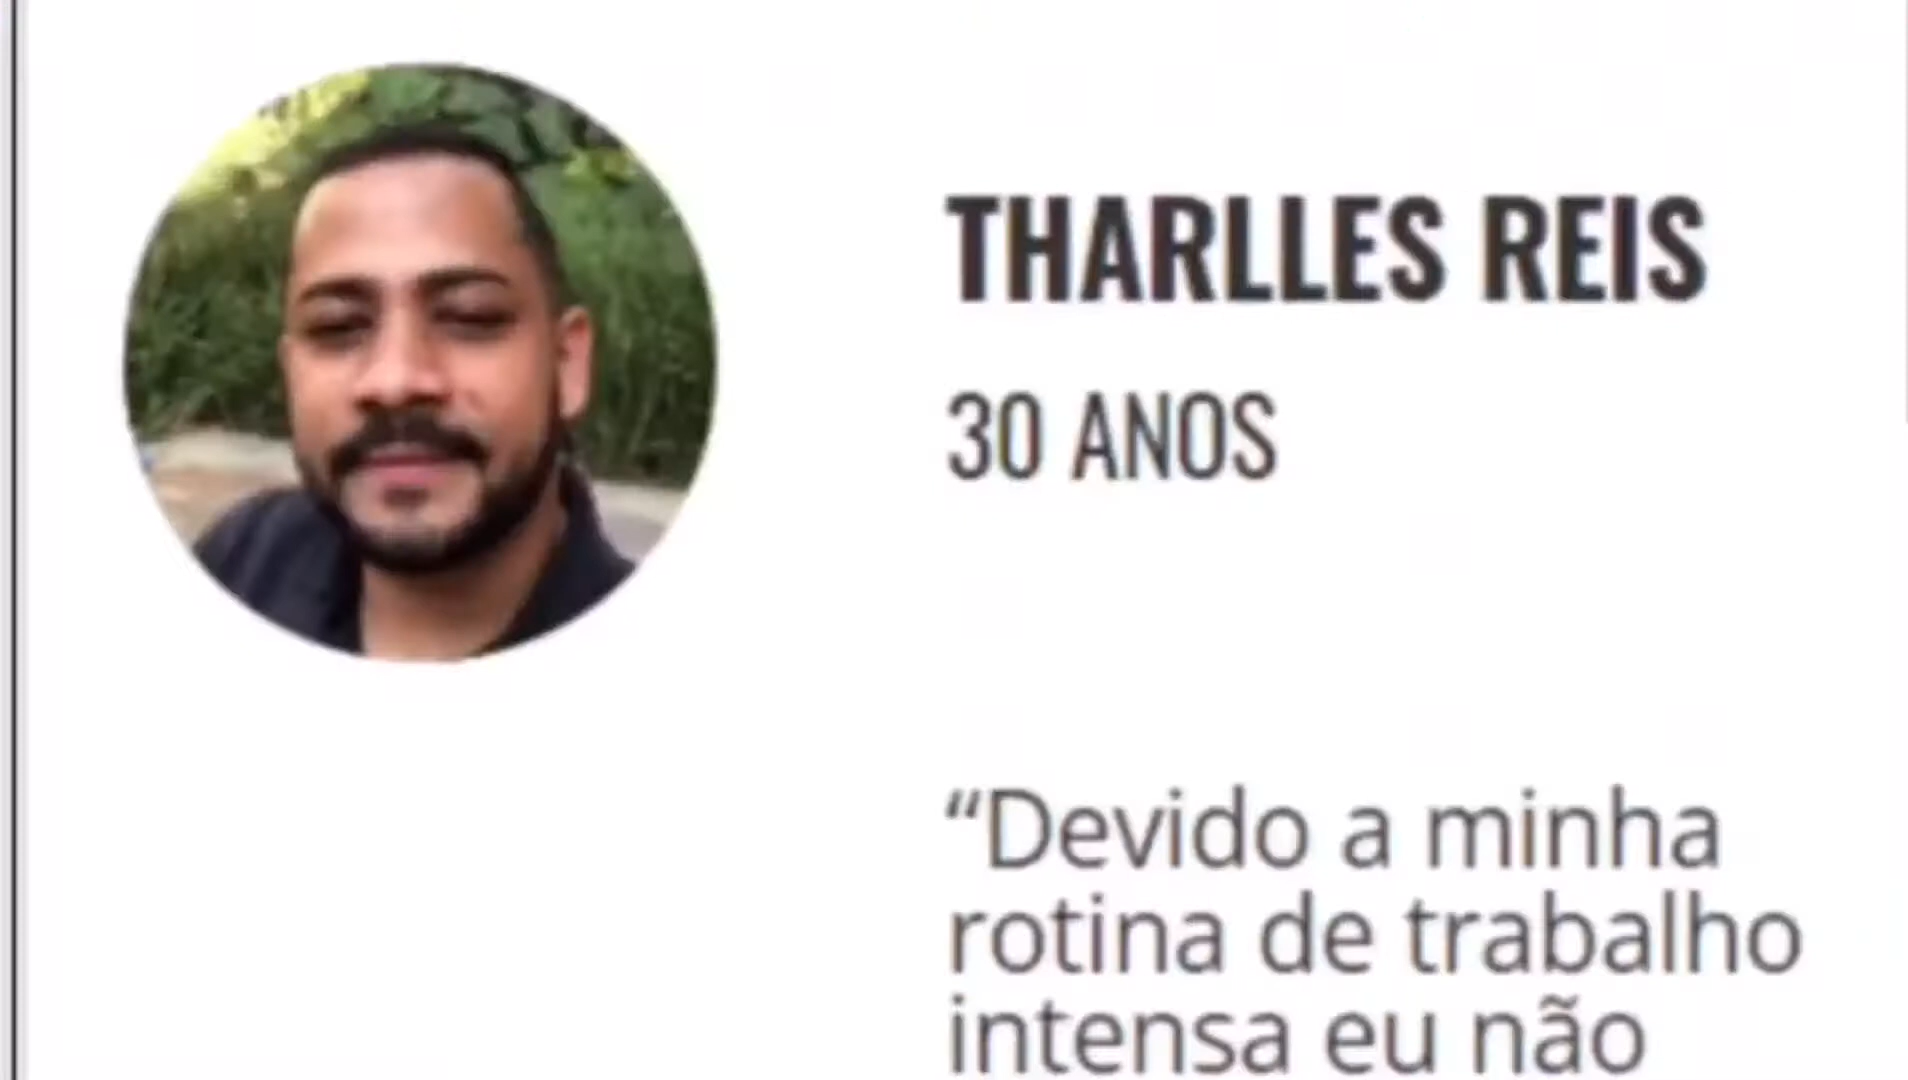 THARLLES REIS
30 ANOS
“Devido a minha
rotina de trabalho
intensa eu não